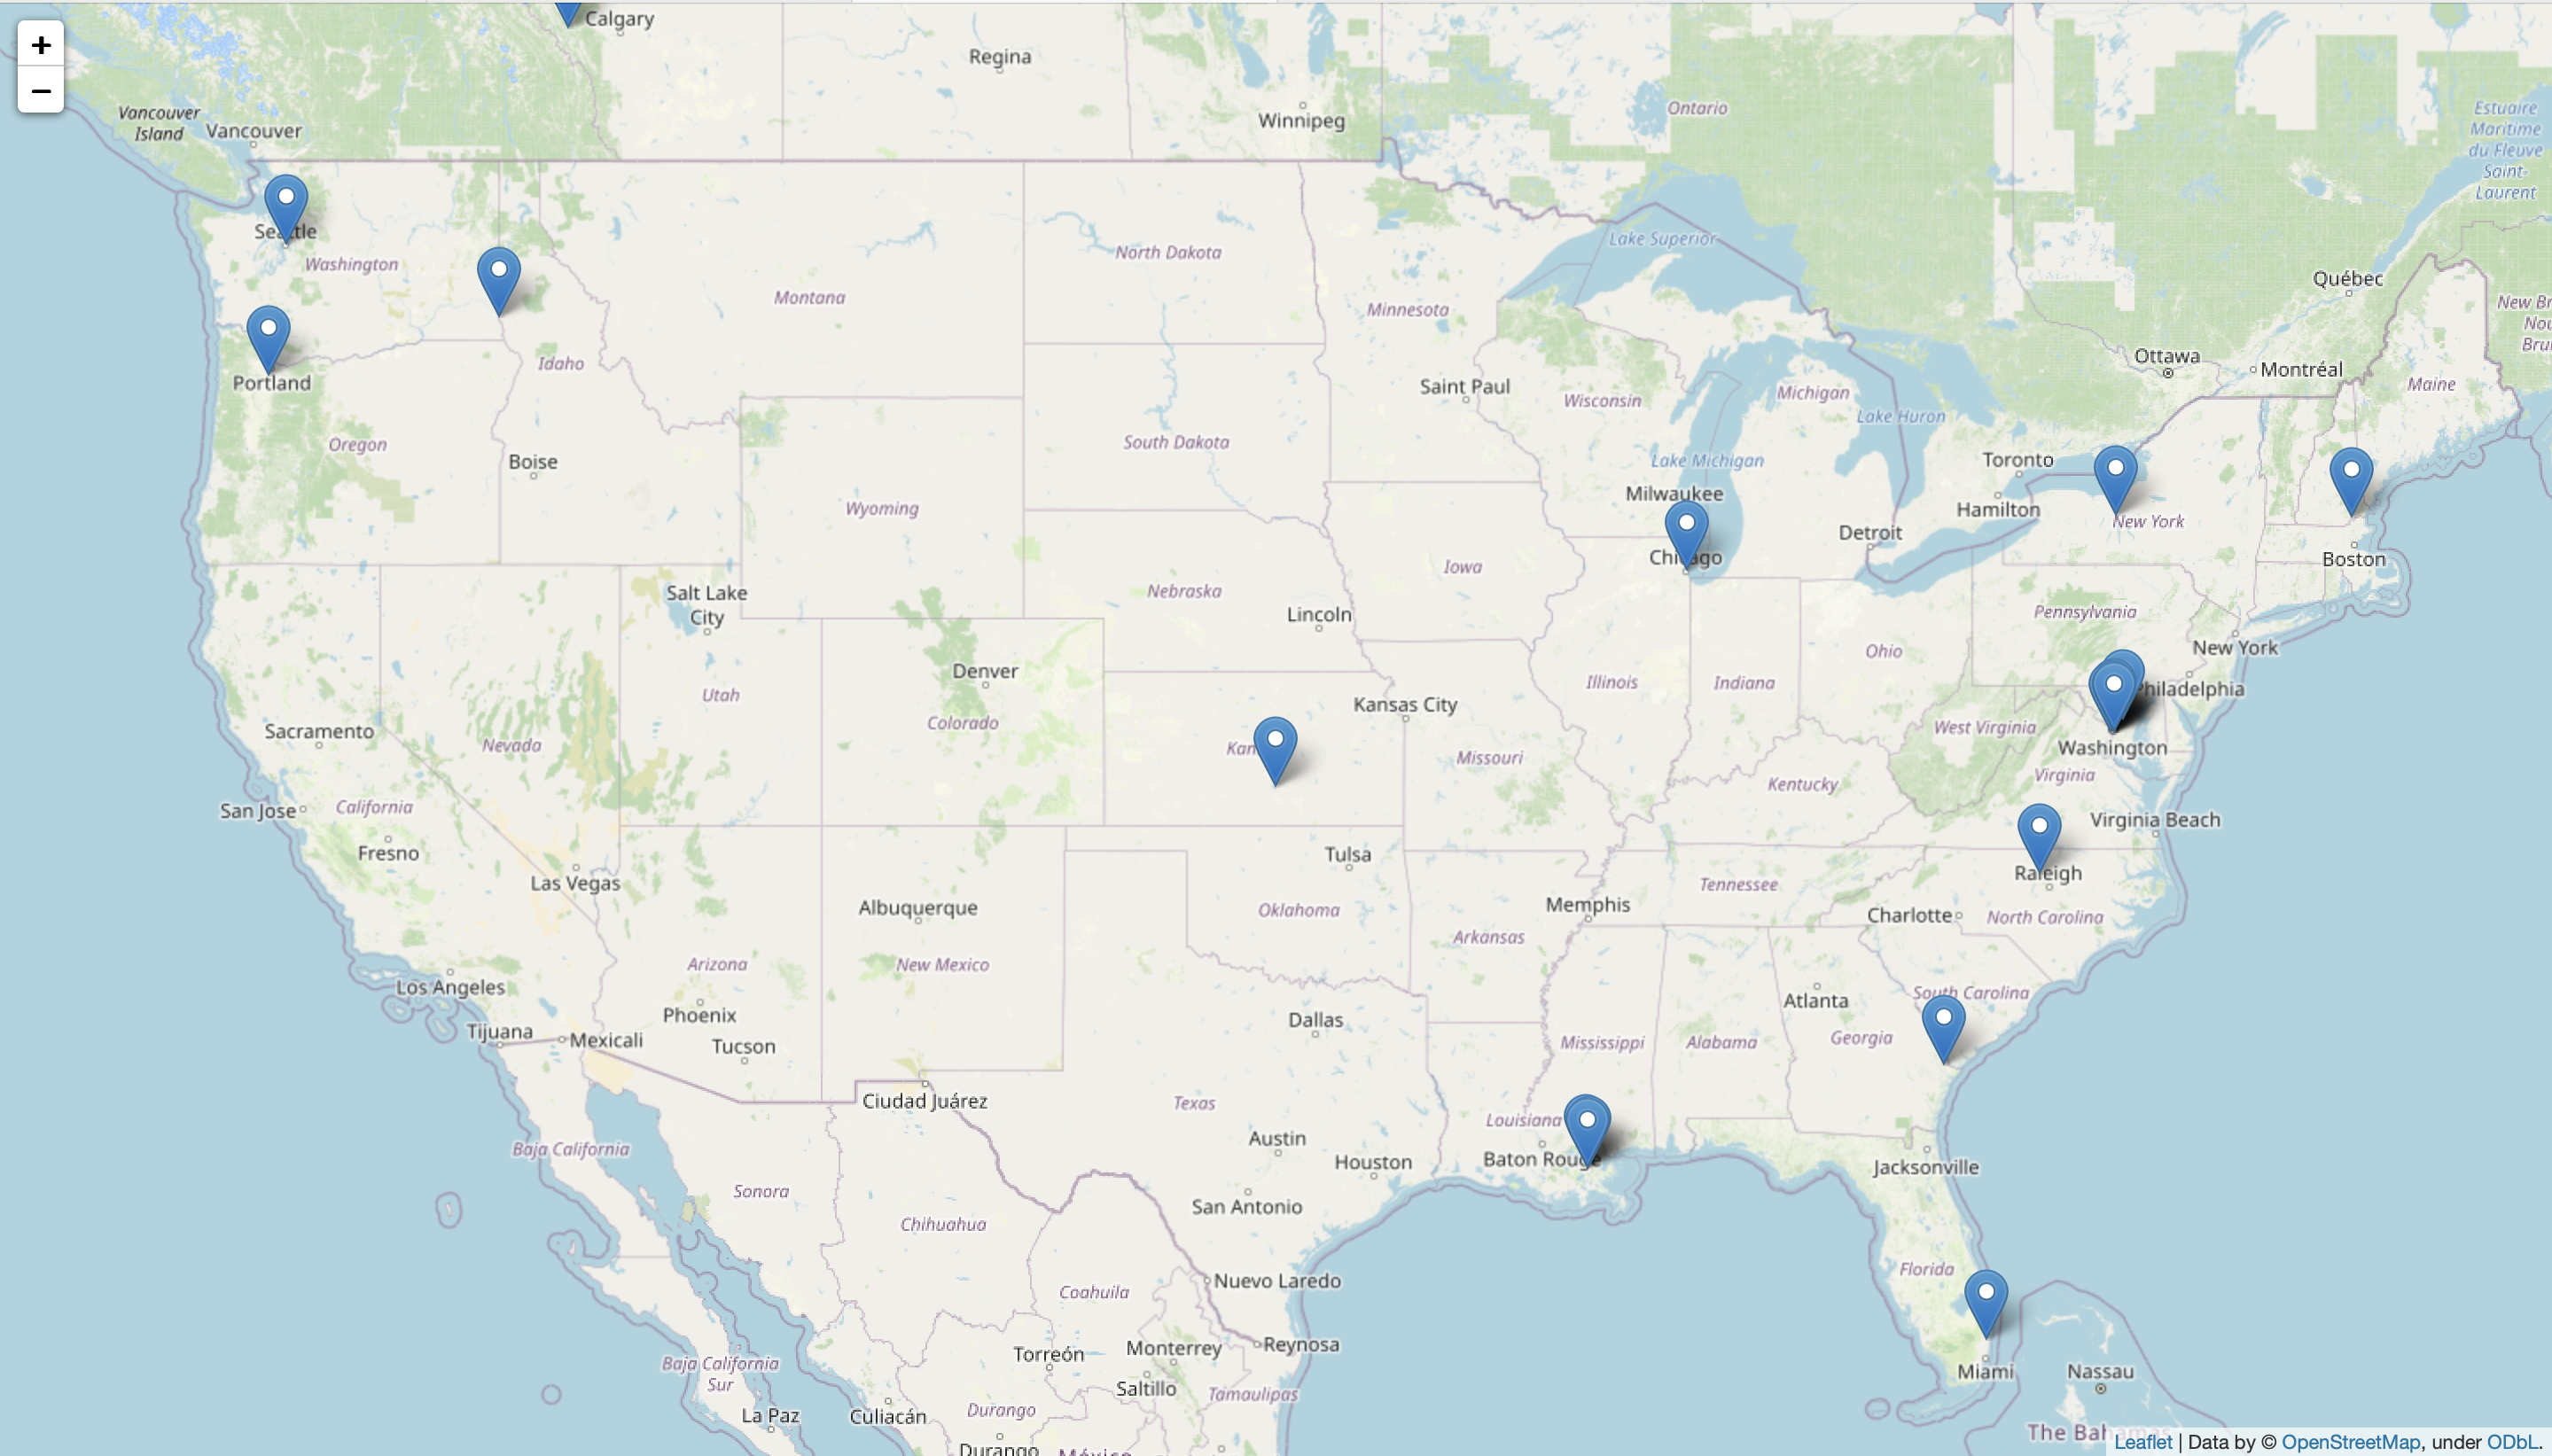 +
−
Calgary
Regina
Winnipeg
Ontario
Estuaire
Maritime
du Fleuve
Saint-
Laurent
Vancouver
Island
Vancouver
Seattle
Washington
North Dakota
Lake Superior
Québec
Montana
Minnesota
New Br
Nou
Brun
Portland
Idaho
Ottawa
Montréal
Saint Paul
Wisconsin
Michigan
Lake Huron
Maine
Oregon
Boise
South Dakota
Lake Michigan
Toronto
Milwaukee
Hamilton
Wyoming
New York
Detroit
Chicago
Boston
Iowa
Salt Lake
City
Nebraska
Lincoln
Pennsylvania
New York
Ohio
Denver
Utah
Illinois
Indiana
Philadelphia
Kansas City
Colorado
West Virginia
Sacramento
Nevada
Kan
Missouri
Washington
Virginia
Kentucky
San Jose
California
Virginia Beach
Fresno
Tulsa
Raleigh
Las Vegas
Tennessee
Albuquerque
Oklahoma
Memphis
Charlotte
North Carolina
Arkansas
Arizona
New Mexico
Los Angeles
South Carolina
Atlanta
Phoenix
Dallas
Tijuana
Mexicali
Tucson
Mississippi
Alabama
Georgia
Ciudad Juárez
Texas
Louisiana
Austin
Baja California
Houston
Baton Rouge
Jacksonville
Sonora
San Antonio
Chihuahua
Florida
Nuevo Laredo
Coahuila
Reynosa
Torreón
Monterrey
Baja California
Sur
Miami
Nassau
Saltillo
Tamaulipas
La Paz
Culiacán
Durango
The Bahamas
Durango
México
Leaflet | Data by © OpenStreetMap, under ODbL.